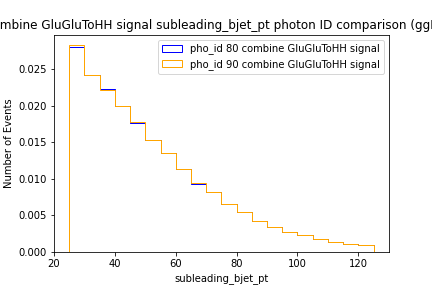 mbine GluGluToHH signal subleading_bjet_pt photon ID comparison (ggl
pho_id 80 combine GluGluToHH signal
pho_id 90 combine GluGluToHH signal
Number of Events
0.025
0.020
0.015
0.010
0.005
0.000
20
40
60
80
100
120
subleading_bjet_pt